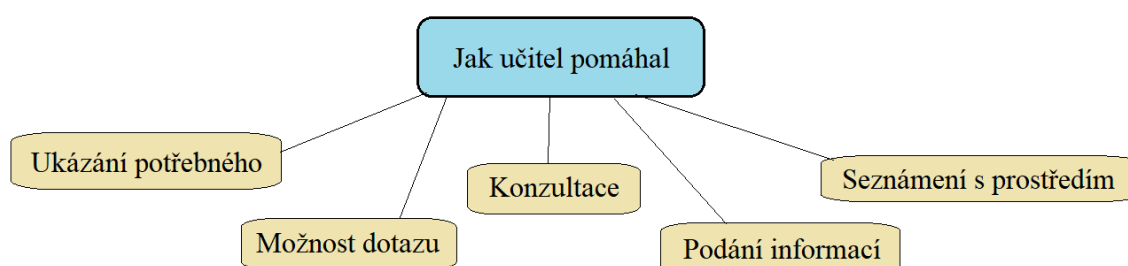 Jak učitel pomáhal
Ukázání potřebného
Možnost dotazu
Konzultace
Podání informací
Seznámení s prostředím